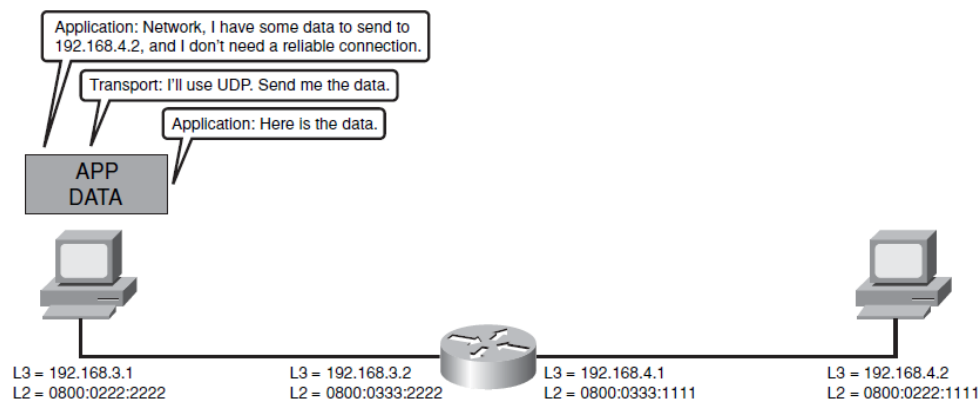 Application: Network, I have some data to send to
192.168.4.2, and I don't need a reliable connection.
Transport: I'll use UDP. Send me the data.
Application: Here is the data.
APP
DATA
L3 = 192.168.3.1
L2 = 0800:0222:2222
L3 = 192.168.3.2
L2 = 0800:0333:2222
L3 = 192.168.4.1
L2 = 0800:0333:1111
L3 = 192.168.4.2
L2 = 0800:0222:1111